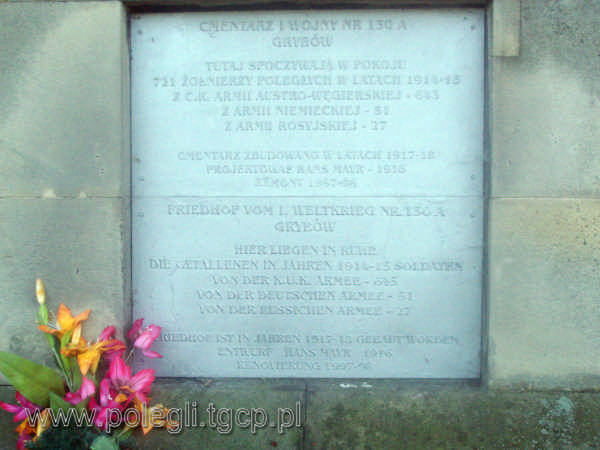 CMENTARZ I WOJNY NR 130 A
GRYBÓW
TUTAJ SPOCZYWAJĄ W POKOJU
721 ŻOŁNIERZY POLEGŁYCH W LATACH 1914-15
Z C.K. ARMII AUSTRO-WĘGIERSKIEJ - 643
Z ARMII NIEMIECKIEJ - 51
Z ARMII ROSYJSKIEJ - 27
CMENTARZ ZBUDOWANO W LATACH 1917-18
PROJEKTOWAŁ HANS MAYR - 1916
REMONT 1997-98
FRIEDHOF VOM I. WELTKRIEG NR. 130 A
GRYBÓW
HIER LIEGEN IN RUHE
DIE GEFALLENEN IN JAHREN 1914-15 SOLDATEN
VON DER K.U.K. ARMEE - 643
VON DER DEUTSCHEN ARMEE - 51
VON DER RUSSICHEN ARMEE - 27
FRIEDHOF IST IN JAHREN 1917-18 GEBAUT WORDEN
ENTWURF HANS MAYR 1916
RENOVIERUNG 1997-98
www.polegli.tgcp.pl